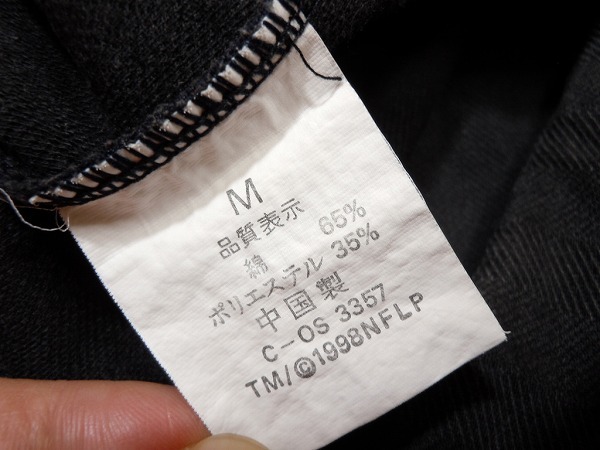 M
品質表示
綿 65%
ポリエステル 35%
中国製
C-OS 3357
TM/©1998NFLP